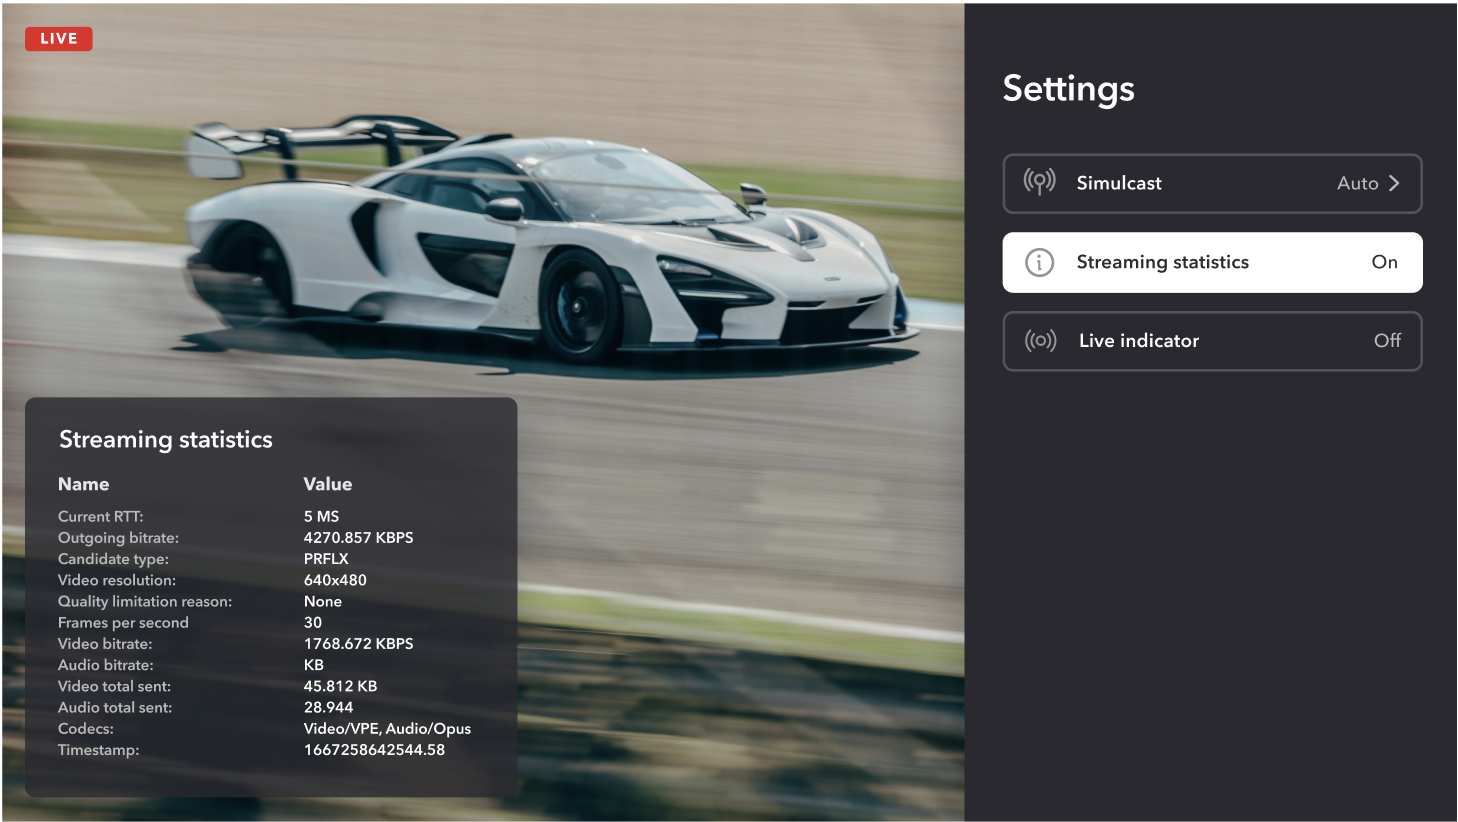 LIVE
Settings
Simulcast Auto
Streaming statistics On
Live indicator Off
Streaming statistics
Name Value
Current RTT: 5 MS
Outgoing bitrate: 4270.857 KBPS
Candidate type: PRFLX
Video resolution: 640x480
Quality limitation reason: None
Frames per second 30
Video bitrate: 1768.672 KBPS
Audio bitrate: KB
Video total sent: 45.812 KB
Audio total sent: 28.944
Codecs: Video/VPE, Audio/Opus
Timestamp: 1667258642544.58